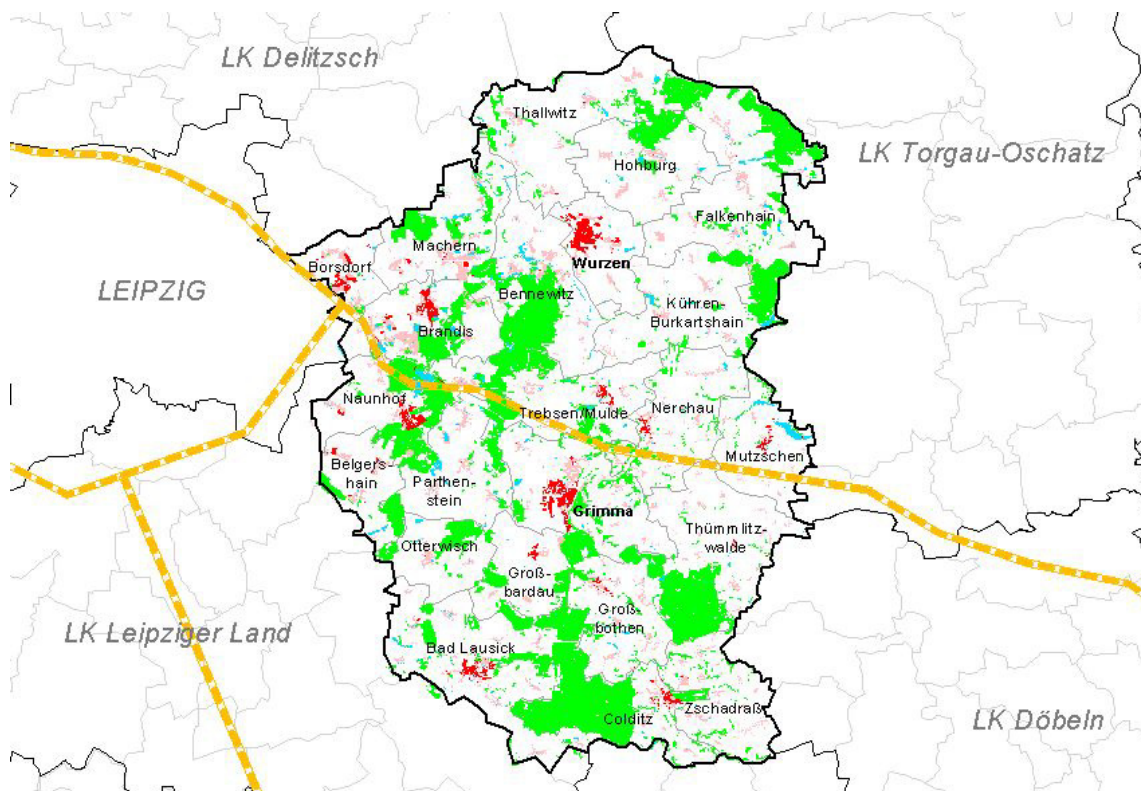 LK Delitzsch
Thallwitz
LK Torgau-Oschatz
Hohburg
Falkenhain
Machern
Wurzen
Borsdorf
LEIPZIG
Bennewitz
Kühren-
Burkartshain
Brandis
Naunhof
Trebsen/Mulde
Nerchau
Mutzschen
Belgers-
hain
Parthen-
stein
Grimma
Thümmlitz-
walde
Otterwisch
Groß-
bardau
Groß-
bothen
LK Leipziger Land
Bad Lausick
Colditz
Zschadraß
LK Döbeln